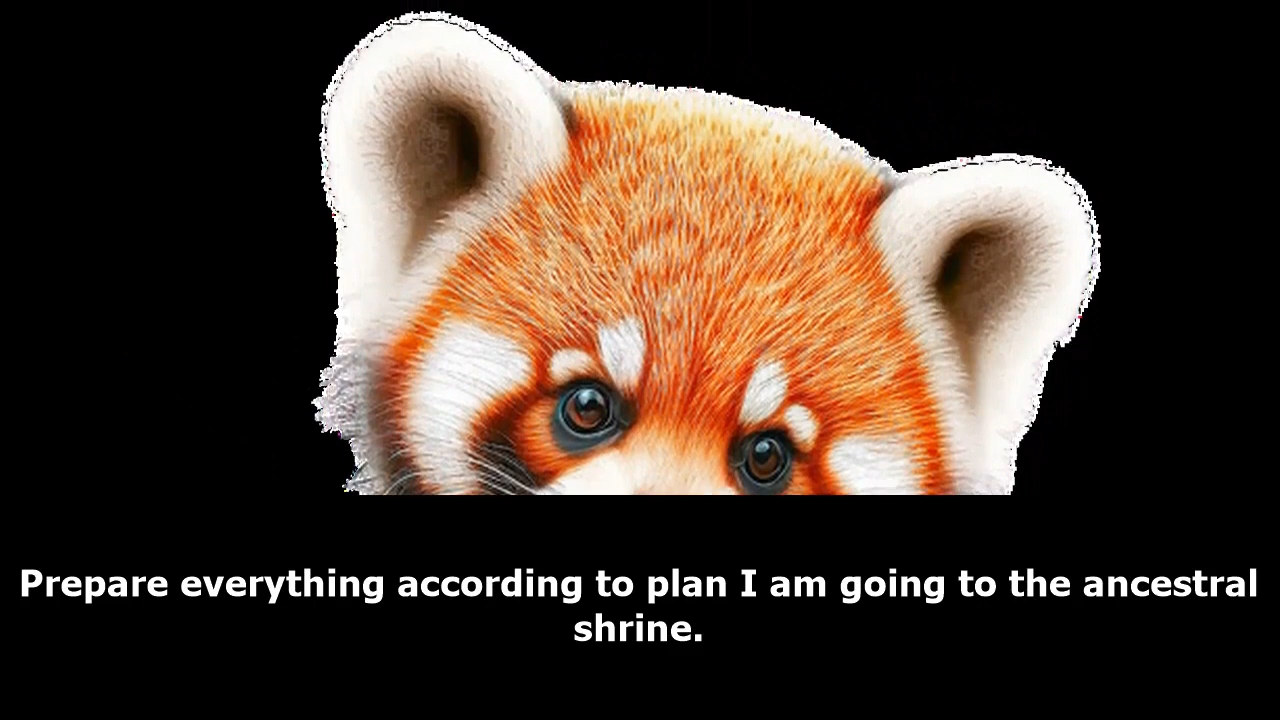 Prepare everything according to plan I am going to the ancestral
shrine.